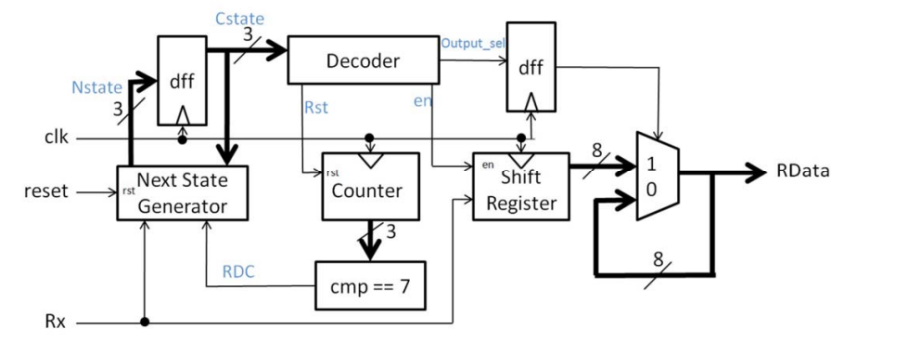 Cstate
3
Decoder
Output_sel
dff
dff
Nstate
3
Rst
en
clk
8
1
0
RData
reset
rst
Next State
Generator
rst
Counter
en
Shift
Register
3
8
RDC
cmp == 7
Rx